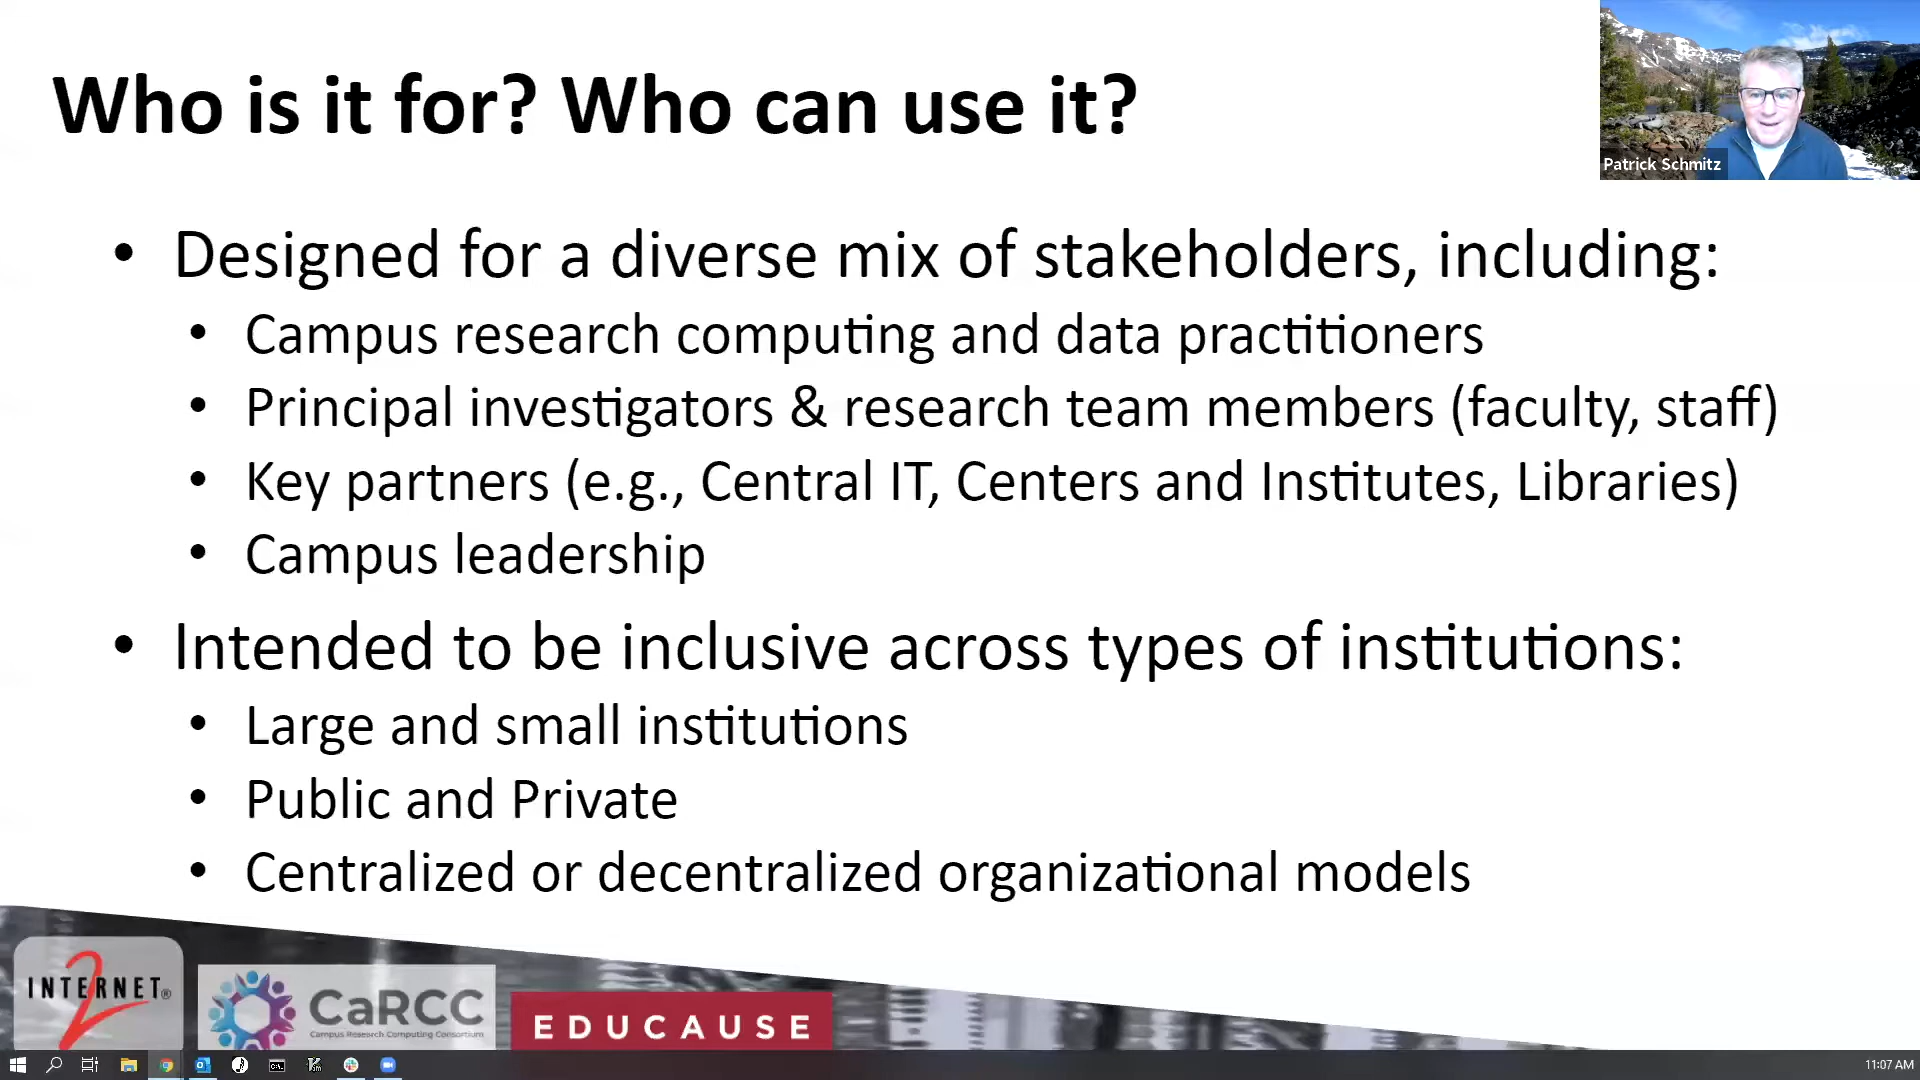 Who is it for? Who can use it?
Patrick Schmitz
• Designed for a diverse mix of stakeholders, including:
• Campus research computing and data practitioners
• Principal investigators & research team members (faculty, staff)
• Key partners (e.g., Central IT, Centers and Institutes, Libraries)
• Campus leadership
• Intended to be inclusive across types of institutions:
• Large and small institutions
• Public and Private
• Centralized or decentralized organizational models
INTERNET®
2
CaRCC
Campus Research Computing Consortium
EDUCAUSE
11:07 AM